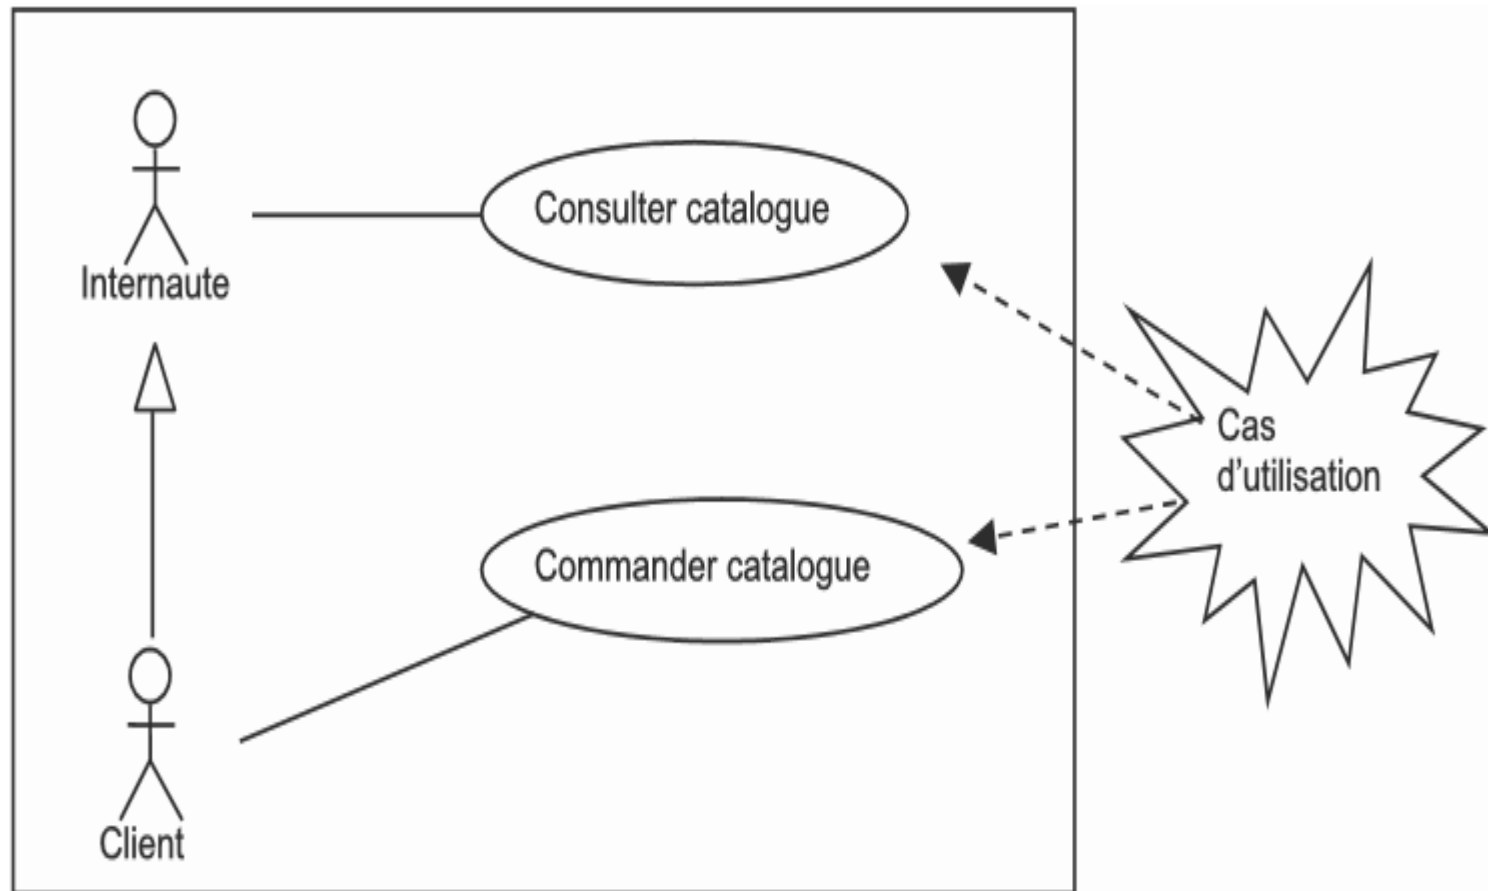 Consulter catalogue
Internaute
Cas
d’utilisation
Commander catalogue
Client